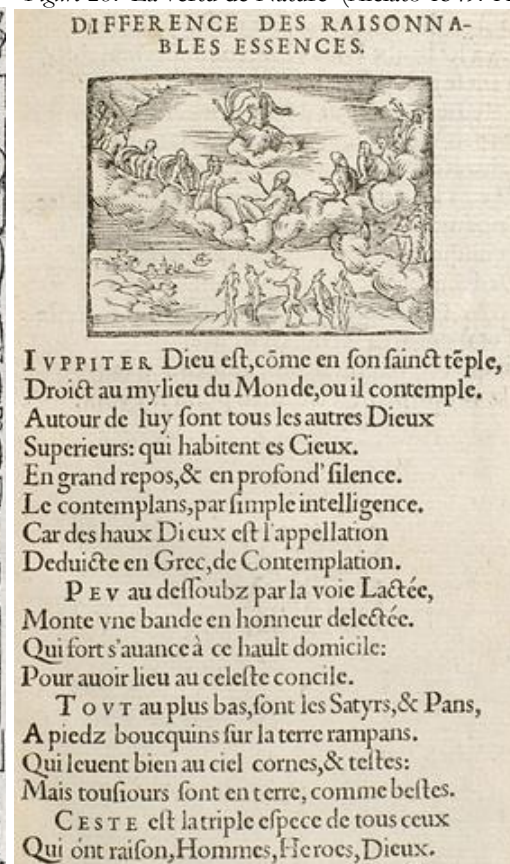 DIFFERENCE DES RAISONNA-
BLES ESSENCES.
IVPPITER Dieu eſt,cõme en ſon ſainct tẽple,
Droict au mylieu du Monde,ou il contemple.
Autour de luy ſont tous les autres Dieux
Superieurs: qui habitent es Cieux.
En grand repos,& en profond' ſilence.
Le contemplans,par ſimple intelligence.
Car des haux Dieux eſt l'appellation
Deduicte en Grec,de Contemplation.
PEV au deſſoubz par la voie Lactée,
Monte vne bande en honneur delectée.
Qui fort s'auance à ce hault domicile:
Pour auoir lieu au celeſte concile.
TOVT au plus bas,ſont les Satyrs,& Pans,
A piedz boucquins ſur la terre rampans.
Qui leuent bien au ciel cornes,& teſtes:
Mais touſiours ſont en terre, comme beſtes.
CESTE eſt la triple eſpece de tous ceux
Qui ónt raiſon,Hommes,Heroes,Dieux.